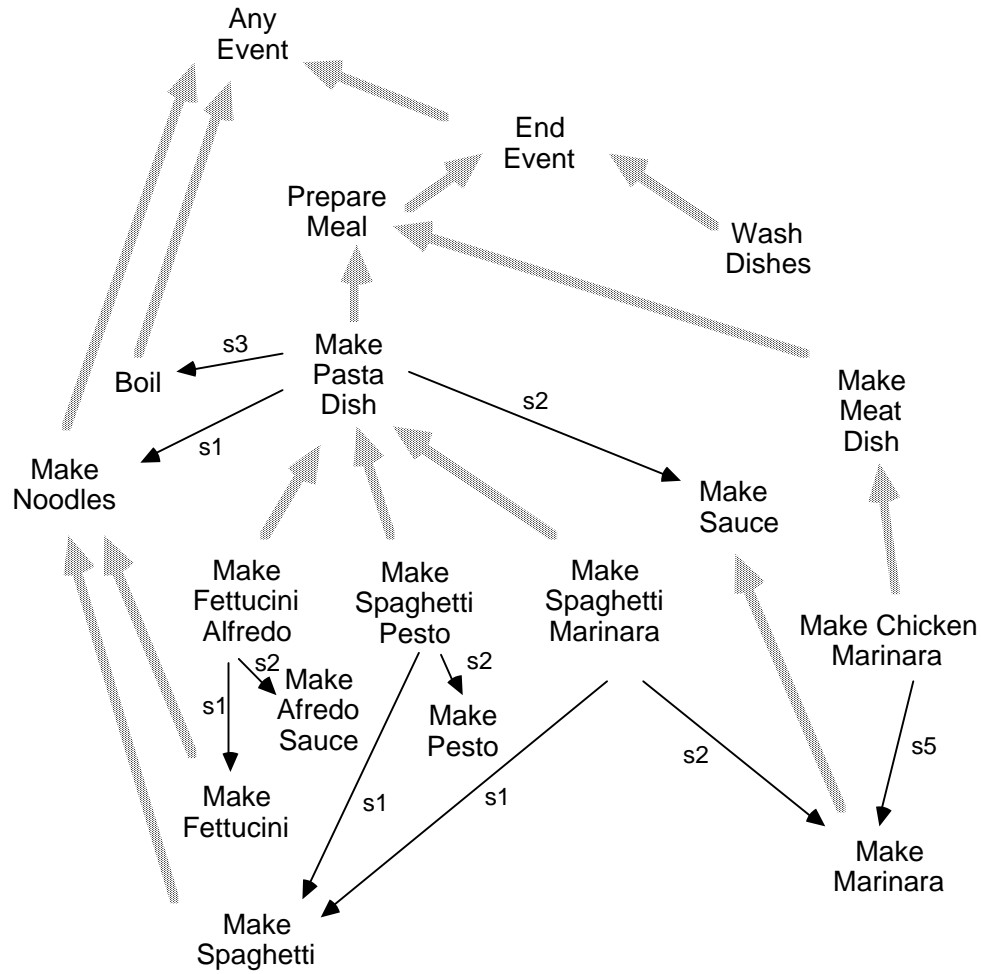 Any
Event
End
Event
Prepare
Meal
Wash
Dishes
s3
Make
Pasta
Dish
Boil
s2
Make
Meat
Dish
s1
Make
Noodles
Make
Sauce
Make
Fettucini
Alfredo
Make
Spaghetti
Pesto
Make
Spaghetti
Marinara
Make Chicken
Marinara
s2
s2
Make
Afredo
Sauce
s1
Make
Pesto
s2
s5
s1
s1
Make
Fettucini
Make
Marinara
Make
Spaghetti